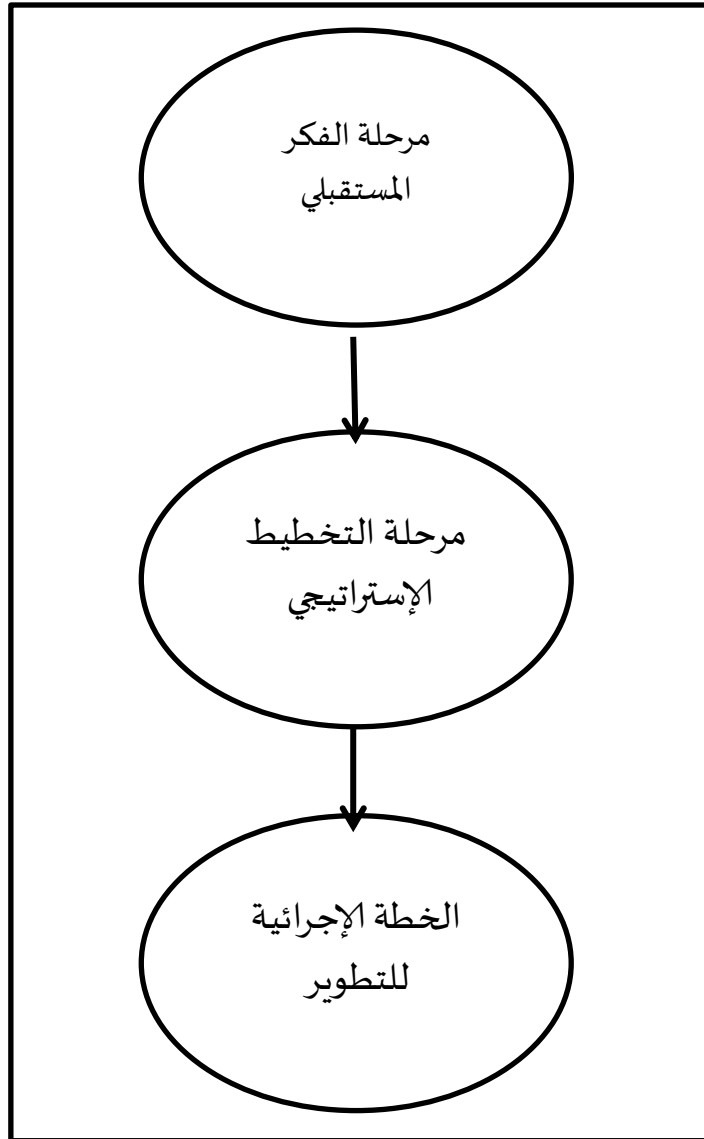 مرحلة الفكر
المستقبلي
مرحلة التخطيط
الإستراتيجي
الخطة الإجرائية
للتطوير